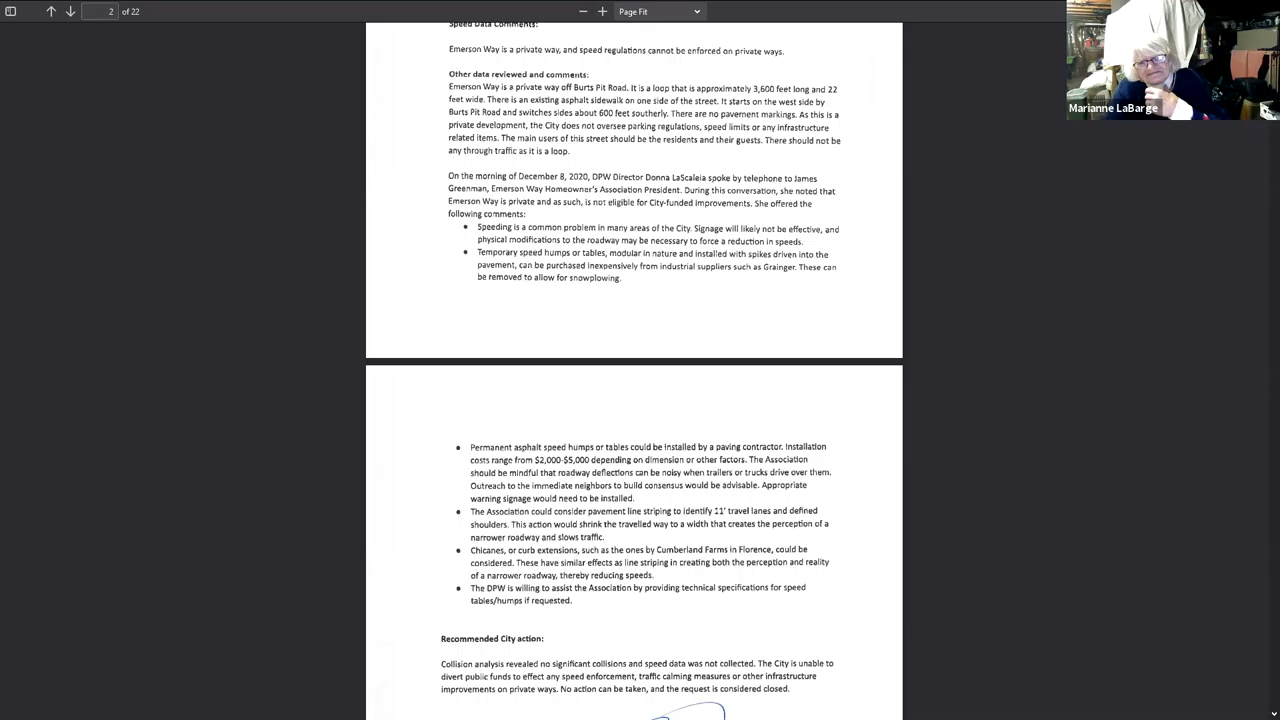 2 of 22
Page Fit
Marianne LaBarge
Speed Data Comments:
Emerson Way is a private way, and speed regulations cannot be enforced on private ways.
Other data reviewed and comments:
Emerson Way is a private way off Burts Pit Road. It is a loop that is approximately 3,600 feet long and 22
feet wide. There is an existing asphalt sidewalk on one side of the street. It starts on the west side by
Burts Pit Road and switches sides about 600 feet southerly. There are no pavement markings. As this is a
private development, the City does not oversee parking regulations, speed limits or any infrastructure
related items. The main users of this street should be the residents and their guests. There should not be
any through traffic as it is a loop.
On the morning of December 8, 2020, DPW Director Donna LaScaleia spoke by telephone to James
Greenman, Emerson Way Homeowner's Association President. During this conversation, she noted that
Emerson Way is private and as such, is not eligible for City-funded improvements. She offered the
following comments:
• Speeding is a common problem in many areas of the City. Signage will likely not be effective, and
physical modifications to the roadway may be necessary to force a reduction in speeds.
• Temporary speed humps or tables, modular in nature and installed with spikes driven into the
pavement, can be purchased inexpensively from industrial suppliers such as Grainger. These can
be removed to allow for snowplowing.
• Permanent asphalt speed humps or tables could be installed by a paving contractor. Installation
costs range from $2,000-$5,000 depending on dimension or other factors. The Association
should be mindful that roadway deflections can be noisy when trailers or trucks drive over them.
Outreach to the immediate neighbors to build consensus would be advisable. Appropriate
warning signage would need to be installed.
• The Association could consider pavement line striping to identify 11' travel lanes and defined
shoulders. This action would shrink the travelled way to a width that creates the perception of a
narrower roadway and slows traffic.
• Chicanes, or curb extensions, such as the ones by Cumberland Farms in Florence, could be
considered. These have similar effects as line striping in creating both the perception and reality
of a narrower roadway, thereby reducing speeds.
• The DPW is willing to assist the Association by providing technical specifications for speed
tables/humps if requested.
Recommended City action:
Collision analysis revealed no significant collisions and speed data was not collected. The City is unable to
divert public funds to effect any speed enforcement, traffic calming measures or other infrastructure
improvements on private ways. No action can be taken, and the request is considered closed.